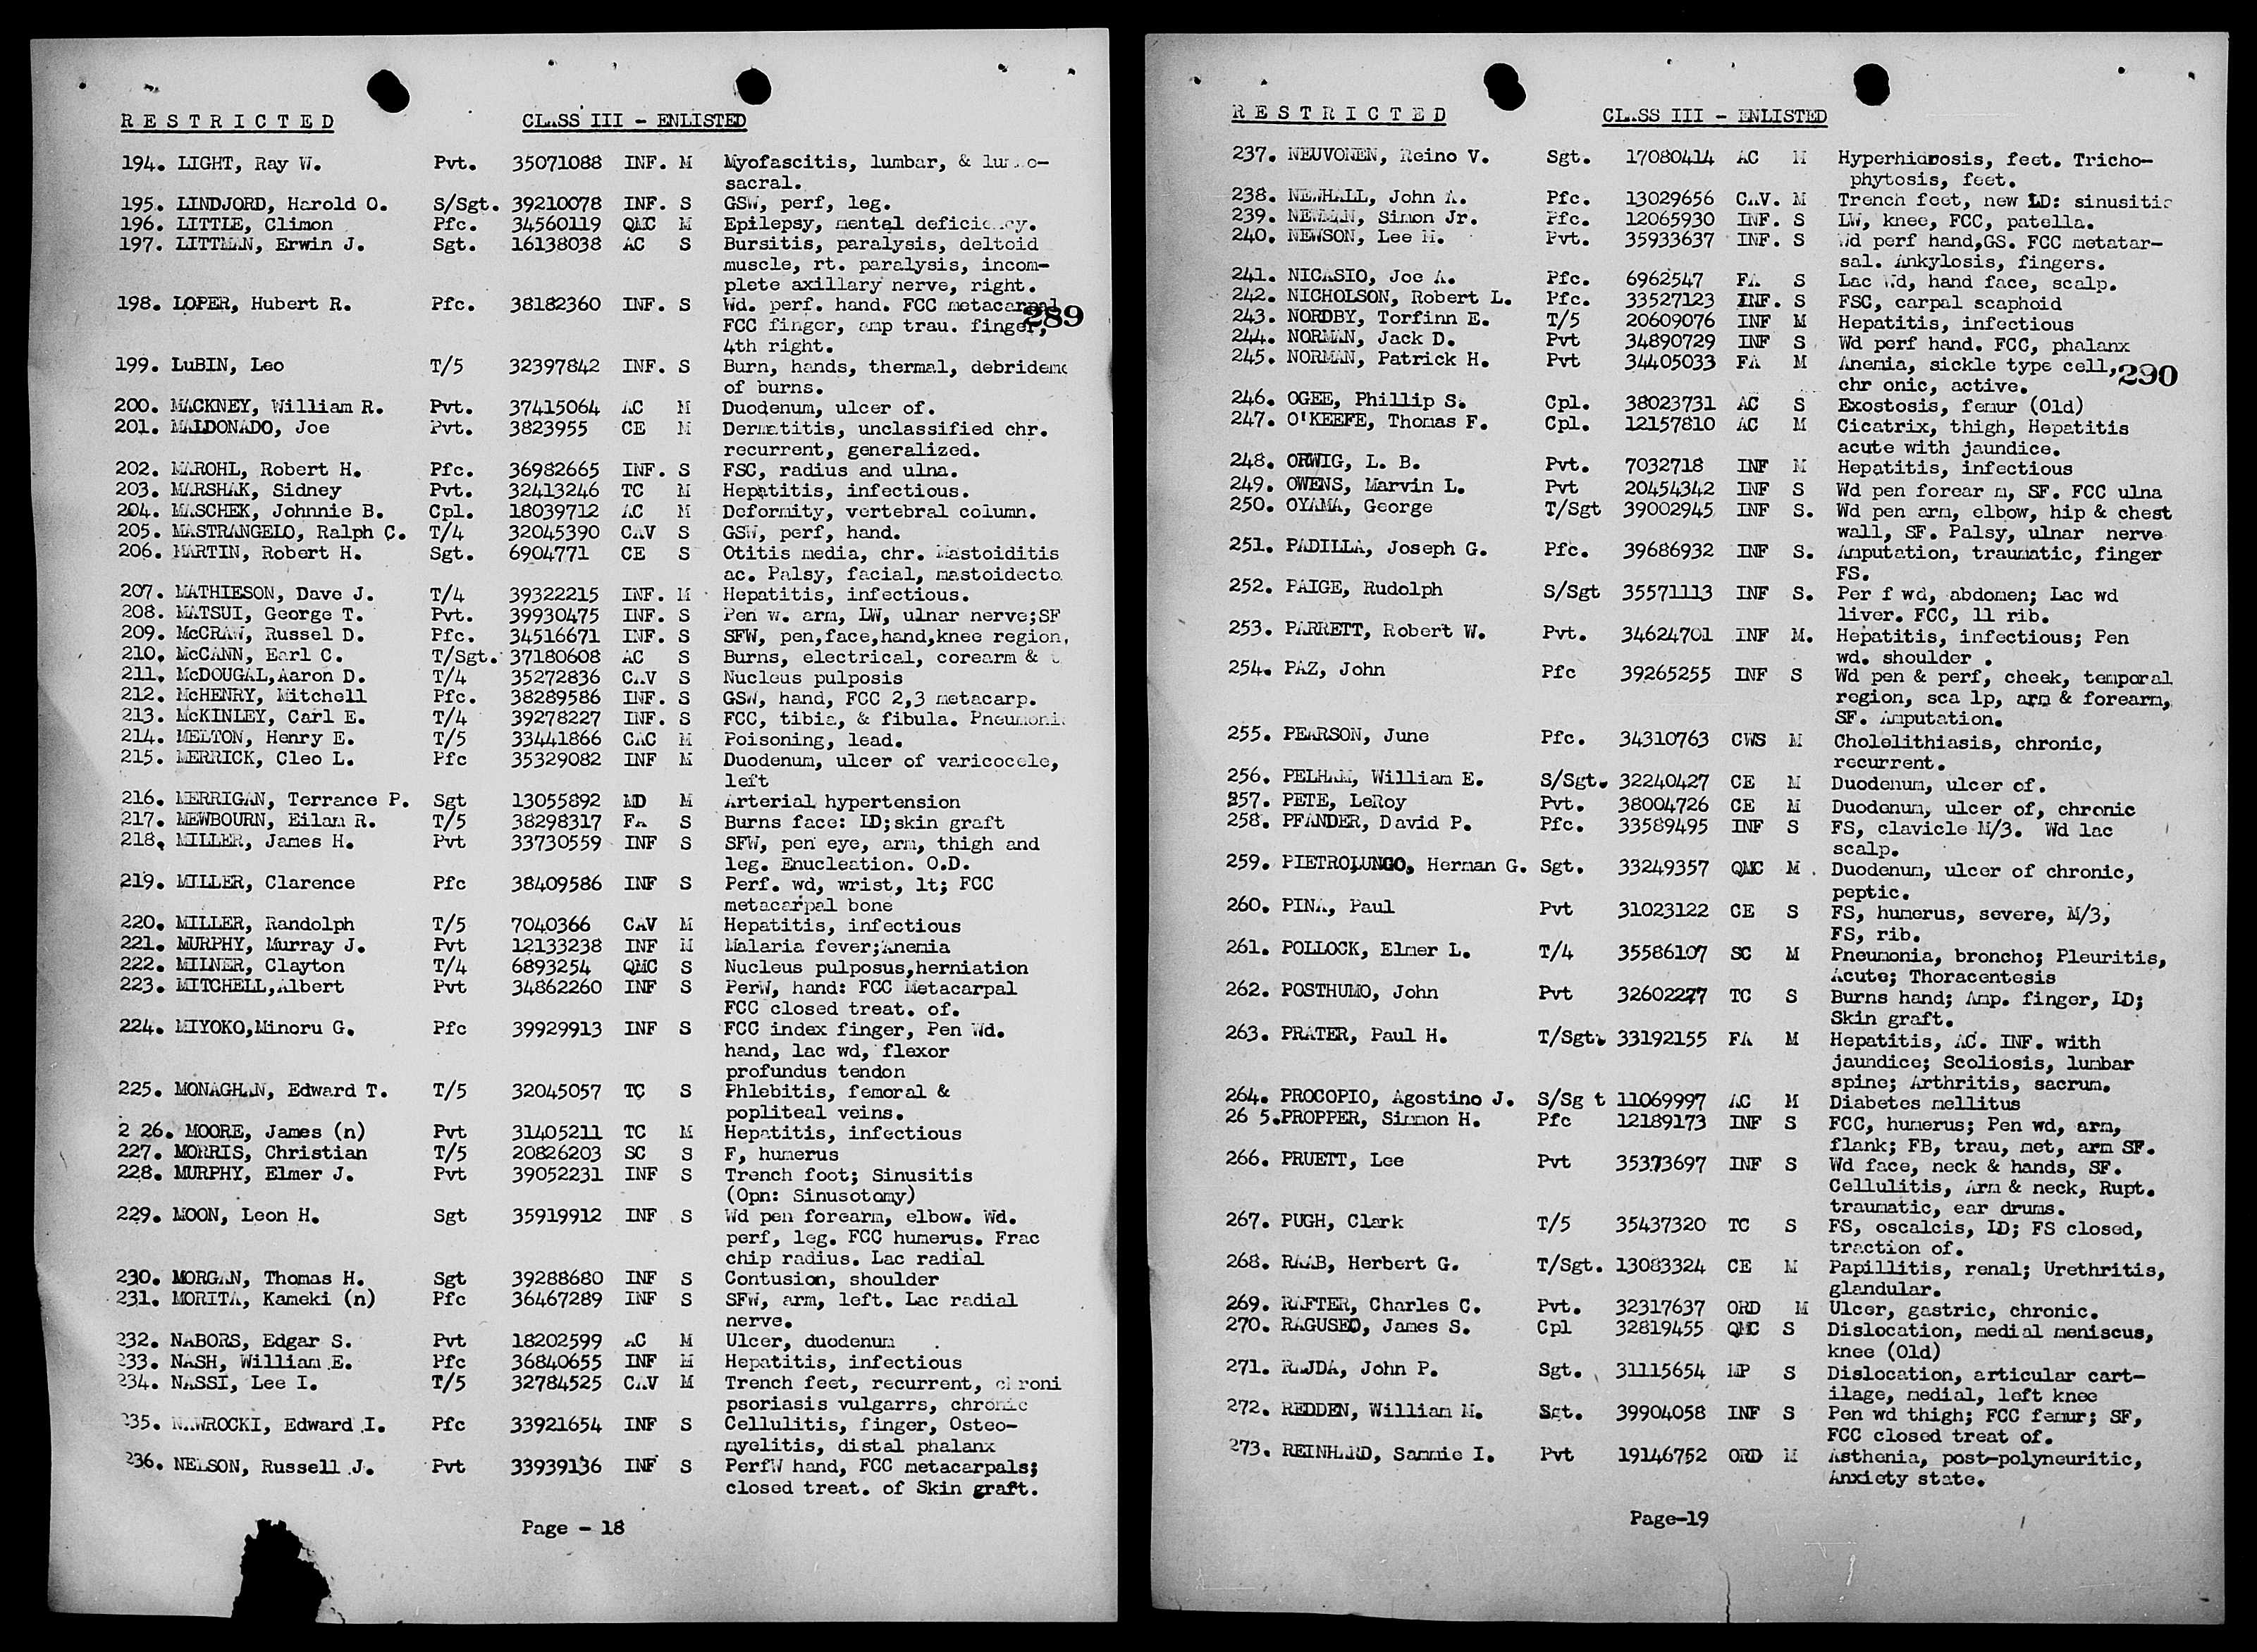 R E S T R I C T E D CLASS III - ENLISTED
194. LIGHT, Ray W. Pvt. 35071088 INF. M Myofascitis, lumbar, &
sacral.
195. LINDJORD, Harold O. S/Sgt. 39210078 INF. S GSW, perf, leg.
196. LITTLE, Climon Pfc. 34560119 QMC M Epilepsy, mental
197. LITTMAN, Erwin J. Sgt. 16138038 AC S Bursitis, paralysis, deltoid
muscle, rt. paralysis, incom-
plete axillary nerve, right.
198. LOPER, Hubert R. Pfc. 38182360 INF. S Wd. perf. hand. FCC metacarpal
289
FCC finger, amp trau. finger,
4th right.
199. LuBIN, Leo T/5 32397842 INF. S Burn, hands, thermal, debrideme
of burns.
200. MACKNEY, William R. Pvt. 37415064 AC M Duodenum, ulcer of.
201. MALDONADO, Joe Pvt. 3823955 CE M Dermatitis, unclassified chr.
recurrent, generalized.
202. MAROHL, Robert H. Pfc. 36982665 INF. S FSC, radius and ulna.
203. MARSHAK, Sidney Pvt. 32413246 TC M Hepatitis, infectious.
204. MASCHEK, Johnnie B. Cpl. 18039712 AC M Deformity, vertebral column.
205. MASTRANGELO, Ralph C. T/4 32045390 CAV S GSW, perf, hand.
206. MARTIN, Robert H. Sgt. 6904771 CE S Otitis media, chr. Mastoiditis
ac. Palsy, facial, mastoidecto
207. MATHIESON, Dave J. T/4 39322215 INF. M Hepatitis, infectious.
208. MATSUI, George T. Pvt. 39930475 INF. S Pen w. arm, LW, ulnar nerve;SF
209. McCRAW, Russel D. Pfc. 34516671 INF. S SFW, pen,face,hand,knee region,
210. McCANN, Earl C. T/Sgt. 37180608 AC S Burns, electrical, corearm &
211. McDOUGAL,Aaron D. T/4 35272836 CAV S Nucleus pulposis
212. McHENRY, Mitchell Pfc. 38289586 INF. S GSW, hand, FCC 2,3 metacarp.
213. McKINLEY, Carl E. T/4 39278227 INF. S FCC, tibia, & fibula. Pneumoni
214. MELTON, Henry E. T/5 33441866 CAC M Poisoning, lead.
215. MERRICK, Cleo L. Pfc 35329082 INF M Duodenum, ulcer of varicocele,
left
216. MERRIGAN, Terrance P. Sgt 13055892 MD M Arterial hypertension
217. MEWBOURN, Eilam R. T/5 38298317 FA S Burns face: LD;skin graft
218. MILLER, James H. Pvt 33730559 INF S SFW, pen eye, arm, thigh and
leg. Enucleation. O.D.
219. MILLER, Clarence Pfc 38409586 INF S Perf. wd, wrist, lt; FCC
metacarpal bone
220. MILLER, Randolph T/5 7040366 CAV M Hepatitis, infectious
221. MURPHY, Murray J. Pvt 12133238 INF M Malaria fever;Anemia
222. MILNER, Clayton T/4 6893254 QMC S Nucleus pulposus,herniation
223. MITCHELL,Albert Pvt 34862260 INF S PerW, hand: FCC Metacarpal
FCC closed treat. of.
224. MIYOKO,Minoru G. Pfc 39929913 INF S FCC index finger, Pen Wd.
hand, lac wd, flexor
profundus tendon
225. MONAGHAN, Edward T. T/5 32045057 TC S Phlebitis, femoral &
popliteal veins.
2 26. MOORE, James (n) Pvt 31405211 TC M Hepatitis, infectious
227. MORRIS, Christian T/5 20826203 SC S F, humerus
228. MURPHY, Elmer J. Pvt 39052231 INF S Trench foot; Sinusitis
(Opn: Sinusotomy)
229. MOON, Leon H. Sgt 35919912 INF S Wd pen forearm, elbow. Wd.
perf, leg. FCC humerus. Frac
chip radius. Lac radial
230. MORGAN, Thomas H. Sgt 39288680 INF S Contusion, shoulder
231. MORITA, Kameki (n) Pfc 36467289 INF S SFW, arm, left. Lac radial
nerve.
232. NABORS, Edgar S. Pvt 18202599 AC M Ulcer, duodenum
233. NASH, William E. Pfc 36840655 INF M Hepatitis, infectious
234. NASSI, Lee I. T/5 32784525 CAV M Trench feet, recurrent, chroni
psoriasis vulgarrs, chronic
235. NAWROCKI, Edward I. Pfc 33921654 INF S Cellulitis, finger, Osteo-
myelitis, distal phalanx
236. NELSON, Russell J. Pvt 33939136 INF S PerfW hand, FCC metacarpals;
closed treat. of Skin graft.
Page - 18
R E S T R I C T E D CLASS III - ENLISTED
237. NEUVONEN, Reino V. Sgt. 17080414 AC M Hyperhidrosis, feet. Tricho-
phytosis, feet.
238. NEWHALL, John A. Pfc. 13029656 CAV. M Trench feet, new LD: sinusitis
239. NEWMAN, Simon Jr. Pfc. 12065930 INF. S LW, knee, FCC, patella.
240. NEWSON, Lee M. Pvt. 35933637 INF. S Wd perf hand,GS. FCC metatar-
sal. Ankylosis, fingers.
241. NICASIO, Joe A. Pfc. 6962547 FA S Lac Wd, hand face, scalp.
242. NICHOLSON, Robert L. Pfc. 33527123 INF. S FSC, carpal scaphoid
243. NORDBY, Torfinn E. T/5 20609076 INF M Hepatitis, infectious
244. NORMAN, Jack D. Pvt 34890729 INF S Wd perf hand. FCC, phalanx
245. NORMAN, Patrick H. Pvt 34405033 FA M Anemia, sickle type cell,
290
chr onic, active.
246. OGEE, Phillip S. Cpl. 38023731 AC S Exostosis, femur (Old)
247. O'KEEFE, Thomas F. Cpl. 12157810 AC M Cicatrix, thigh, Hepatitis
acute with jaundice.
248. ORWIG, L. B. Pvt. 7032718 INF M Hepatitis, infectious
249. OWENS, Marvin L. Pvt 20454342 INF S Wd pen forear m, SF. FCC ulna
250. OYAMA, George T/Sgt 39002945 INF S. Wd pen arm, elbow, hip & chest
wall, SF. Palsy, ulnar nerve
251. PADILLA, Joseph G. Pfc. 39686932 INF S. Amputation, traumatic, finger
FS.
252. PAIGE, Rudolph S/Sgt 35571113 INF S. Per f wd, abdomen; Lac wd
liver. FCC, 11 rib.
253. PARRETT, Robert W. Pvt. 34624701 INF M. Hepatitis, infectious; Pen
wd. shoulder .
254. PAZ, John Pfc 39265255 INF S Wd pen & perf, cheek, temporal
region, sca lp, arm & forearm,
SF. Amputation.
255. PEARSON, June Pfc. 34310763 CWS M Cholelithiasis, chronic,
recurrent.
256. PELHAM, William E. S/Sgt. 32240427 CE M Duodenum, ulcer of.
257. PETE, LeRoy Pvt. 38004726 CE M Duodenum, ulcer of, chronic
258. PFANDER, David P. Pfc. 33589495 INF S FS, clavicle M/3. Wd lac
scalp.
259. PIETROLUNGO, Herman G. Sgt. 33249357 QMC M . Duodenum, ulcer of chronic,
peptic.
260. PINA, Paul Pvt 31023122 CE S FS, humerus, severe, M/3,
FS, rib.
261. POLLOCK, Elmer L. T/4 35586107 SC M Pneumonia, broncho; Pleuritis,
Acute; Thoracentesis
262. POSTHUMO, John Pvt 32602227 TC S Burns hand; Amp. finger, LD;
Skin graft.
263. PRATER, Paul H. T/Sgt. 33192155 FA M Hepatitis, AC. INF. with
jaundice; Scoliosis, lumbar
spine; Arthritis, sacrum.
264. PROCOPIO, Agostino J. S/Sg t 11069997 AC M Diabetes mellitus
26 5.PROPPER, Simmon H. Pfc 12189173 INF S FCC, humerus; Pen wd, arm,
flank; FB, trau, met, arm SF.
266. PRUETT, Lee Pvt 35373697 INF S Wd face, neck & hands, SF.
Cellulitis, Arm & neck, Rupt.
traumatic, ear drums.
267. PUGH, Clark T/5 35437320 TC S FS, oscalcis, LD; FS closed,
traction of.
268. RAAB, Herbert G. T/Sgt. 13083324 CE M Papillitis, renal; Urethritis,
glandular.
269. RAFTER, Charles C. Pvt. 32317637 ORD M Ulcer, gastric, chronic.
270. RAGUSEO, James S. Cpl 32819455 QMC S Dislocation, medial meniscus,
knee (Old)
271. RAJDA, John P. Sgt. 31115654 MP S Dislocation, articular cart-
ilage, medial, left knee
272. REDDEN, William M. Sgt. 39904058 INF S Pen wd thigh; FCC femur; SF,
FCC closed treat of.
273. REINHARD, Sammie I. Pvt 19146752 ORD M Asthenia, post-polyneuritic,
Anxiety state.
Page-19